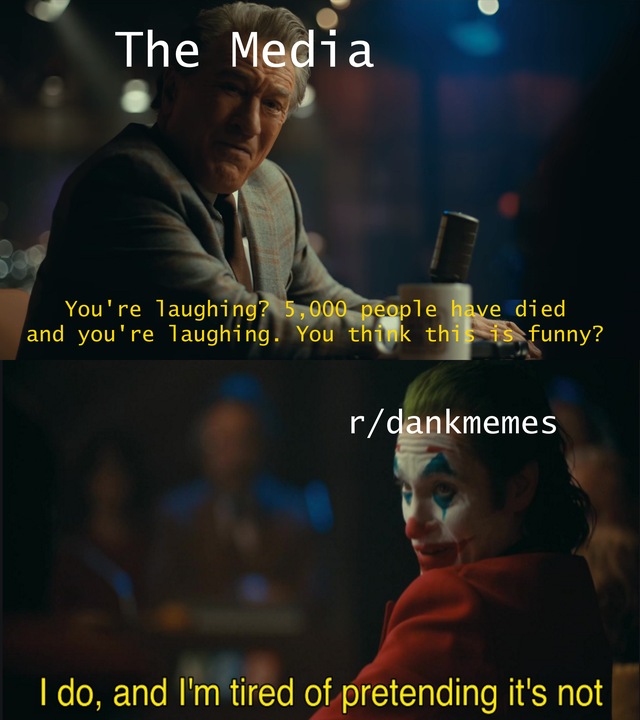 The Media
You're laughing? 5,000 people have died
and you're laughing. You think this is funny?
r/dankmemes
I do, and I'm tired of pretending it's not